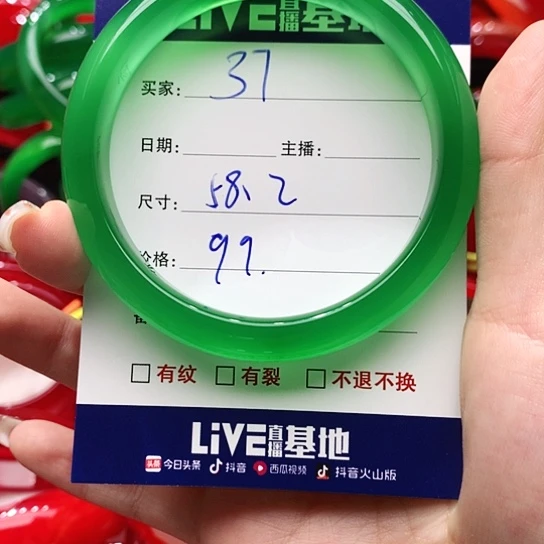 LiVE直播基地
买家: 37
日期: 主播:
尺寸: 58.2
价格: 99.
有纹 有裂 不退不换
LiVE直播基地
头条 今日头条 抖音 西瓜视频 抖音火山版